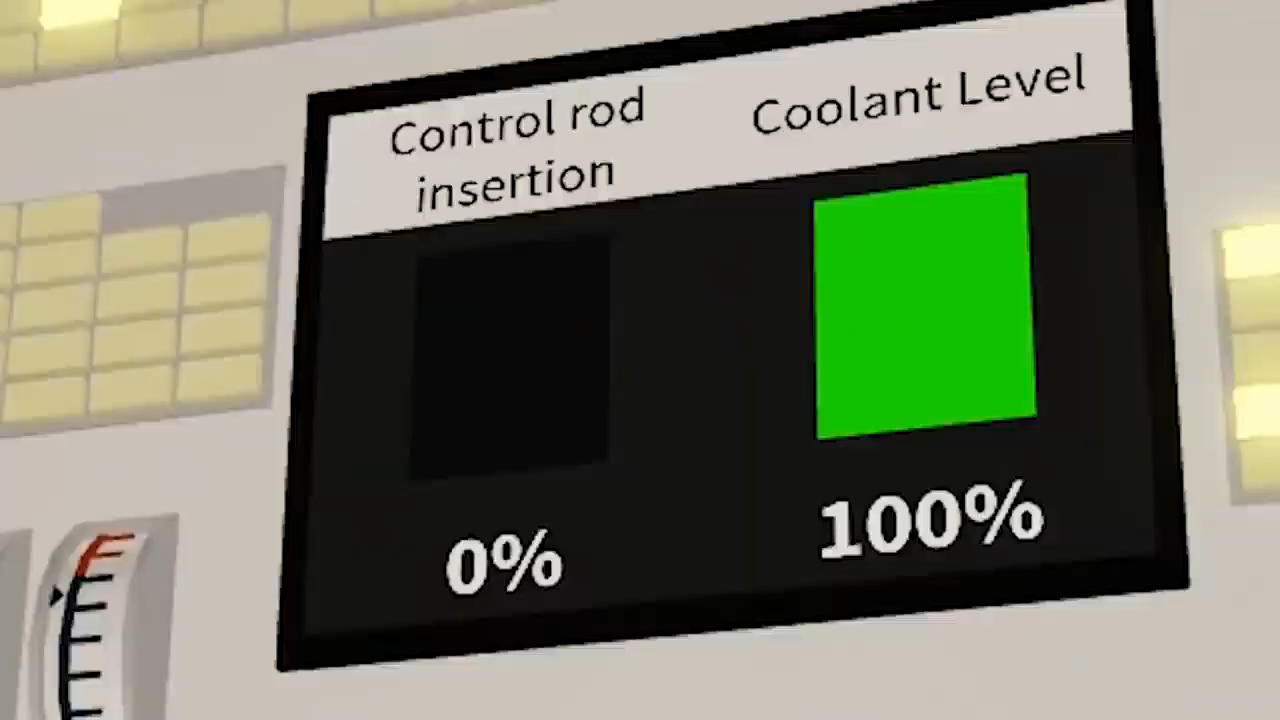 Control rod
insertion
Coolant Level
0%
100%